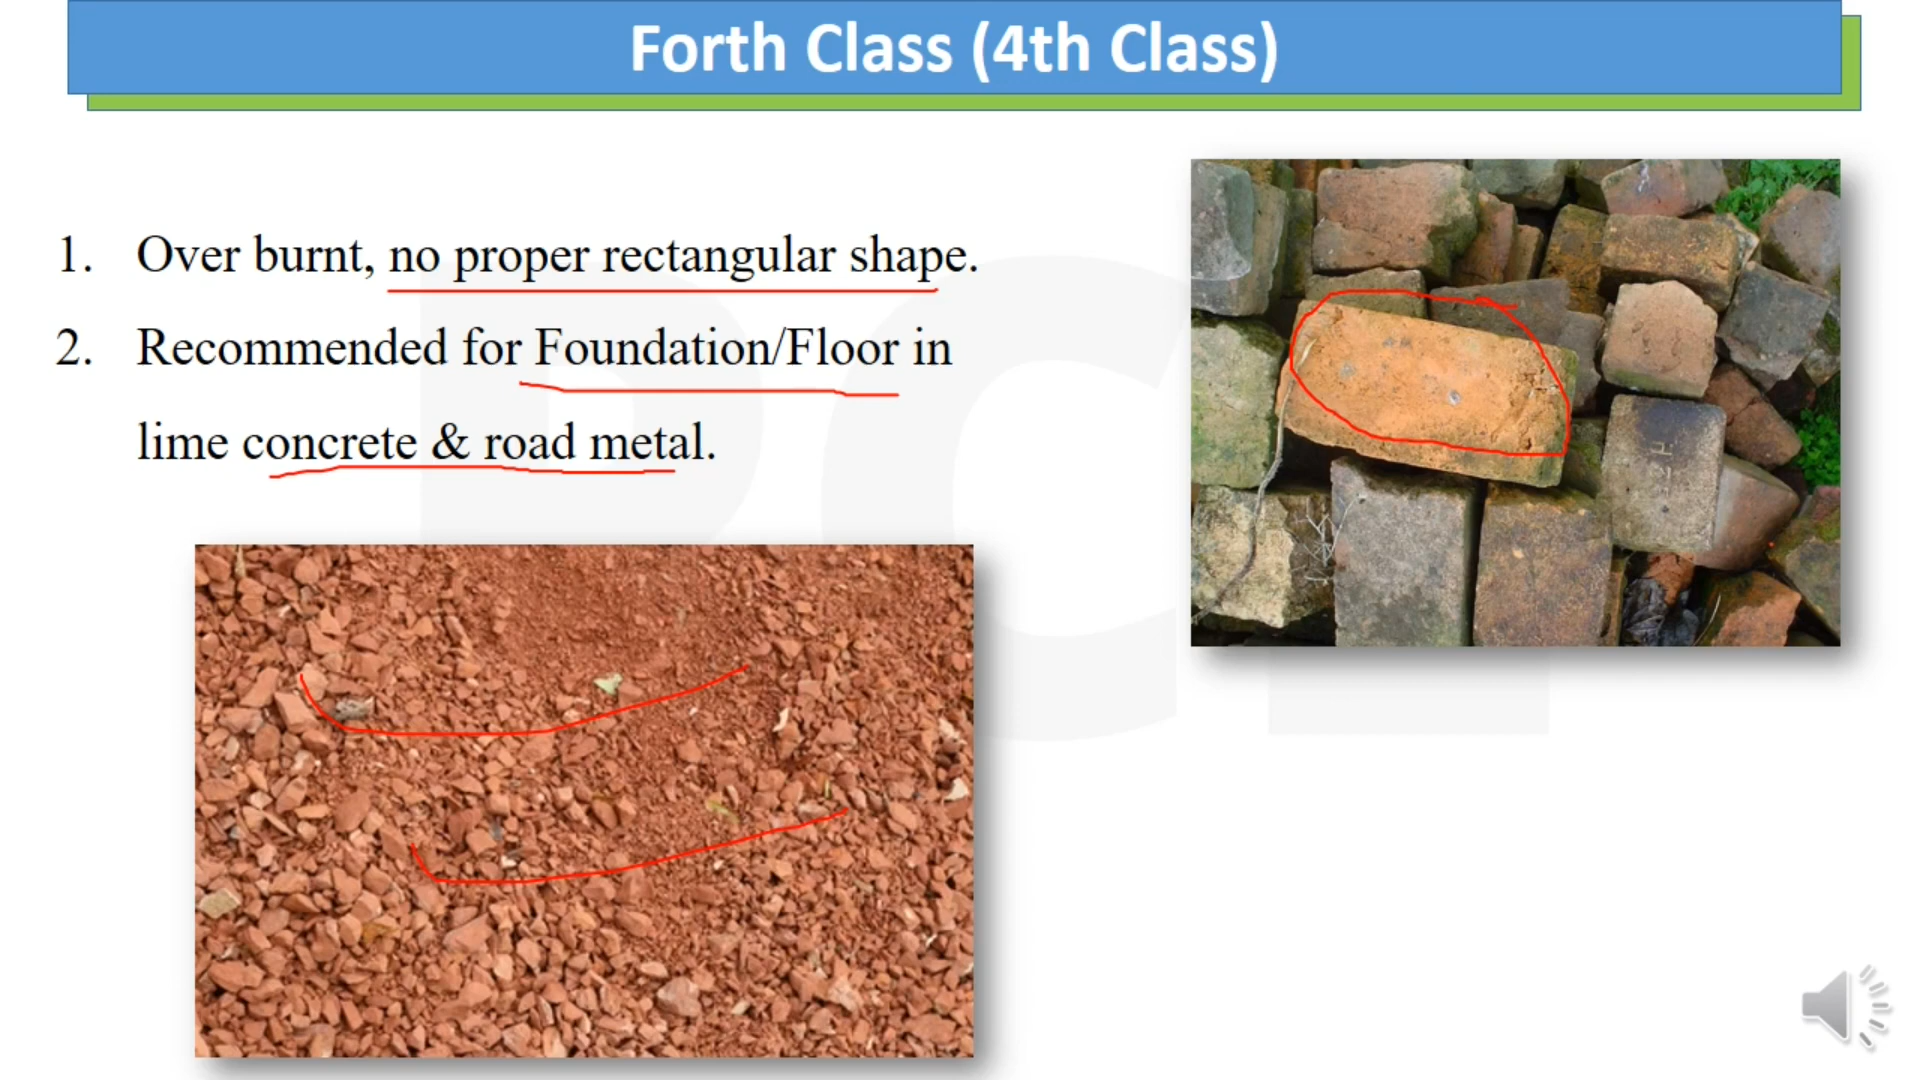 Forth Class (4th Class)
1. Over burnt, no proper rectangular shape.
2. Recommended for Foundation/Floor in
lime concrete & road metal.